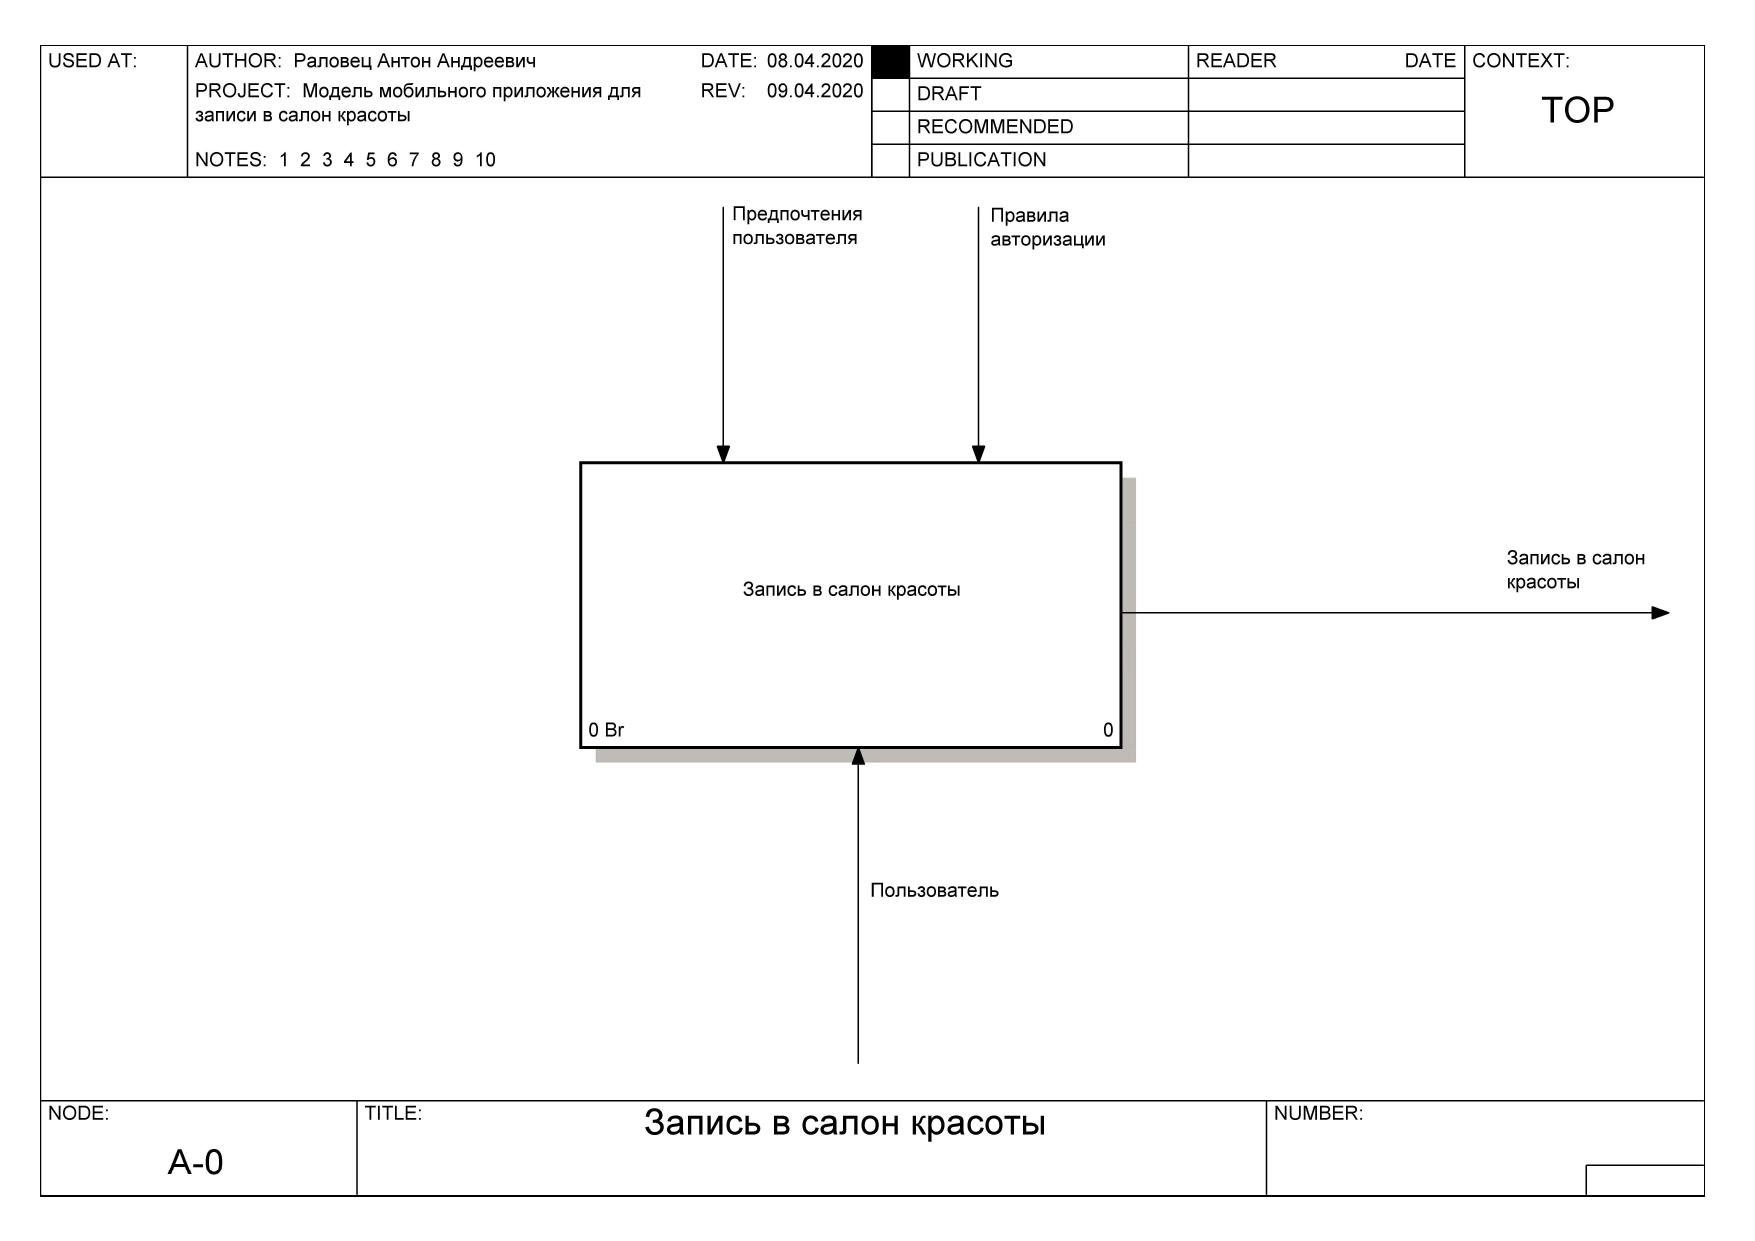 USED AT:
AUTHOR: Раловец Антон Андреевич
DATE: 08.04.2020
PROJECT: Модель мобильного приложения для
записи в салон красоты
REV: 09.04.2020
NOTES: 1 2 3 4 5 6 7 8 9 10
WORKING
DRAFT
RECOMMENDED
PUBLICATION
READER DATE
CONTEXT:
TOP
Предпочтения
пользователя
Правила
авторизации
Запись в салон красоты
0 Br 0
Запись в салон
красоты
Пользователь
NODE:
A-0
TITLE:
Запись в салон красоты
NUMBER: